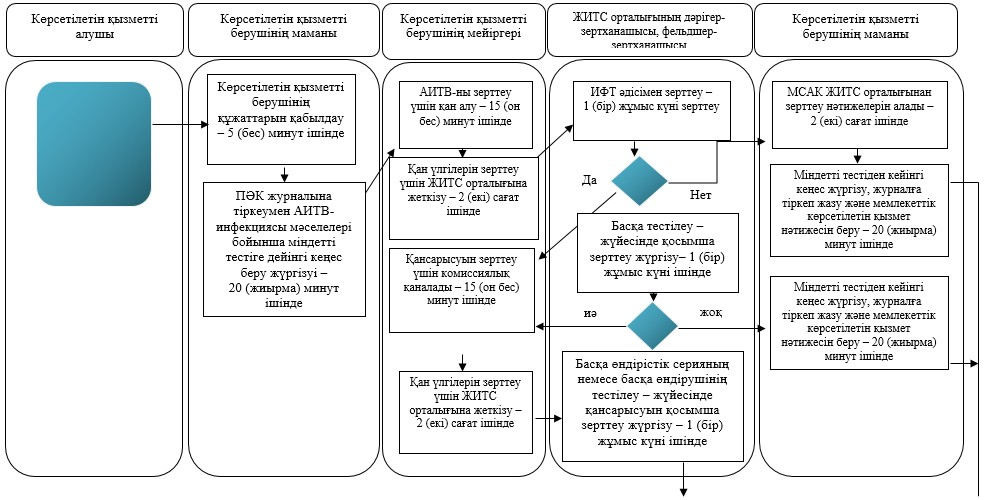 Көрсетілетін қызметті
алушы
Көрсетілетін қызметті
берушінің маманы
Көрсетілетін қызметті
берушінің мейіргері
ЖИТС орталығының дәрігер-
зертханашысы, фельдшер-
зертханашысы
Көрсетілетін қызметті
берушінің маманы
Көрсетілетін қызметті
берушінің
құжаттарын қабылдау
– 5 (бес) минут ішінде
ПӘК журналына
тіркеумен АИТВ-
инфекциясы мәселелері
бойынша міндетті
тестіге дейінгі кеңес
беру жүргізуі –
20 (жиырма) минут
ішінде
АИТВ-ны зерттеу
үшін қан алу – 15 (он
бес) минут ішінде
Қан үлгілерін зерттеу
үшін ЖИТС орталығына
жеткізу – 2 (екі) сағат
ішінде
Қансарысуын зерттеу
үшін комиссиялық
қаналады – 15 (он бес)
минут ішінде
Қан үлгілерін зерттеу
үшін ЖИТС
орталығына жеткізу –
2 (екі) сағат ішінде
ИФТ әдісімен зерттеу –
1 (бір) жұмыс күні зерттеу
Да
Нет
Басқа тестілеу –
жүйесінде қосымша
зерттеу жүргізу– 1 (бір)
жұмыс күні ішінде
иә
жоқ
Басқа өндірістік серияның
немесе басқа өндірушінің
тестілеу – жүйесінде
қансарысуын қосымша
зерттеу жүргізу – 1 (бір)
жұмыс күні ішінде
МСАК ЖИТС орталығынан
зерттеу нәтижелерін алады –
2 (екі) сағат ішінде
Міндетті тестіден кейінгі
кеңес жүргізу, журналға
тіркеп жазу және мемлекеттік
көрсетілетін қызмет
нәтижесін беру – 20 (жиырма)
минут ішінде
Міндетті тестіден кейінгі
кеңес жүргізу, журналға
тіркеп жазу және мемлекеттік
көрсетілетін қызмет
нәтижесін беру – 20 (жиырма)
минут ішінде